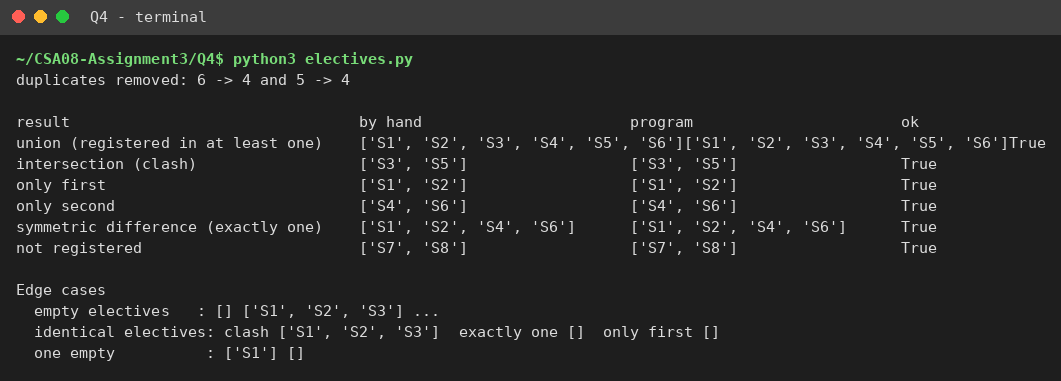 Q4 - terminal
~/CSA08-Assignment3/Q4$ python3 electives.py
duplicates removed: 6 -> 4 and 5 -> 4
result                                by hand                       program                       ok
union (registered in at least one)    ['S1', 'S2', 'S3', 'S4', 'S5', 'S6']['S1', 'S2', 'S3', 'S4', 'S5', 'S6']True
intersection (clash)                  ['S3', 'S5']                  ['S3', 'S5']                  True
only first                            ['S1', 'S2']                  ['S1', 'S2']                  True
only second                           ['S4', 'S6']                  ['S4', 'S6']                  True
symmetric difference (exactly one)    ['S1', 'S2', 'S4', 'S6']      ['S1', 'S2', 'S4', 'S6']      True
not registered                        ['S7', 'S8']                  ['S7', 'S8']                  True
Edge cases
  empty electives   : [] ['S1', 'S2', 'S3'] ...
  identical electives: clash ['S1', 'S2', 'S3']  exactly one []  only first []
  one empty          : ['S1'] []